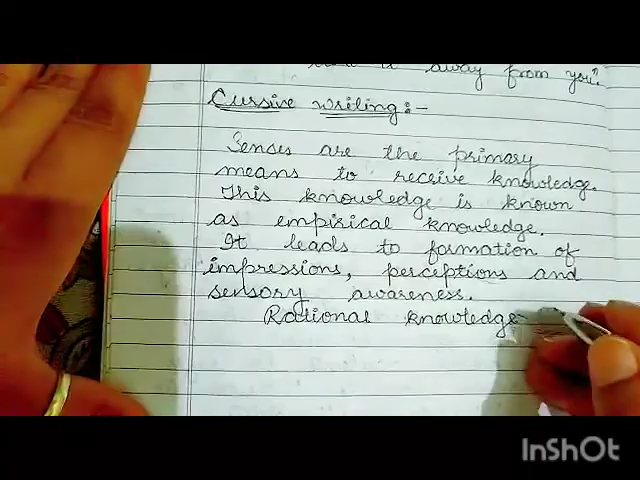 it away from you".
Cursive writing:-
Senses are the primary
means to receive knowledge.
This knowledge is known
as empirical knowledge.
It leads to formation of
impressions, perceptions and
sensory awareness.
Rational knowledge
InShOt